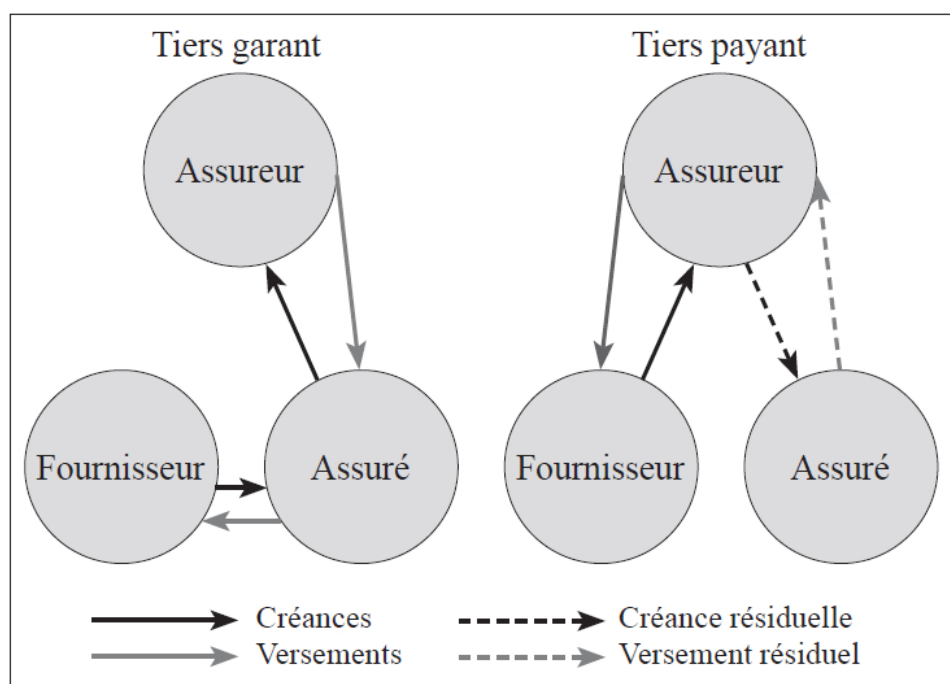 Tiers garant
Tiers payant
Assureur
Assureur
Fournisseur
Assuré
Fournisseur
Assuré
Créances
Créance résiduelle
Versements
Versement résiduel